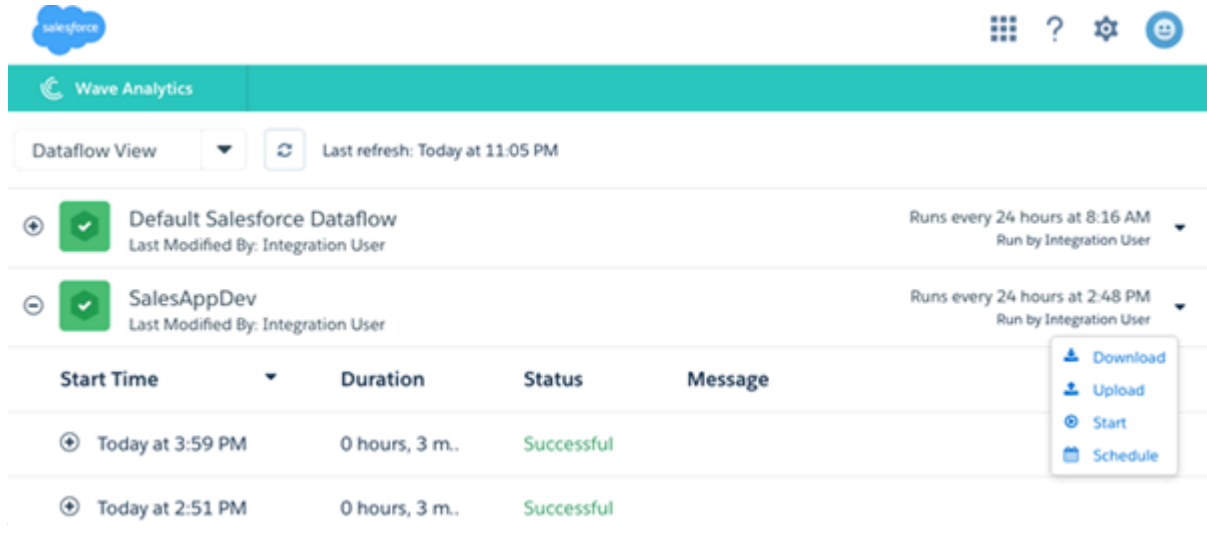 salesforce
?
Wave Analytics
Dataflow View
Last refresh: Today at 11:05 PM
Default Salesforce Dataflow
Runs every 24 hours at 8:16 AM
Last Modified By: Integration User
Run by Integration User
SalesAppDev
Runs every 24 hours at 2:48 PM
Last Modified By: Integration User
Run by Integration User
Download
Upload
Start
Schedule
Start Time Duration Status Message
Today at 3:59 PM 0 hours, 3 m.. Successful
Today at 2:51 PM 0 hours, 3 m.. Successful